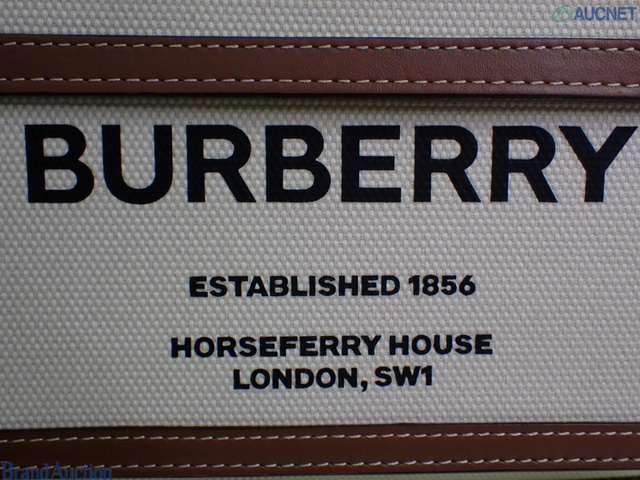 AUCNET
BURBERRY
ESTABLISHED 1856
HORSEFERRY HOUSE
LONDON, SW1
Brand Auction